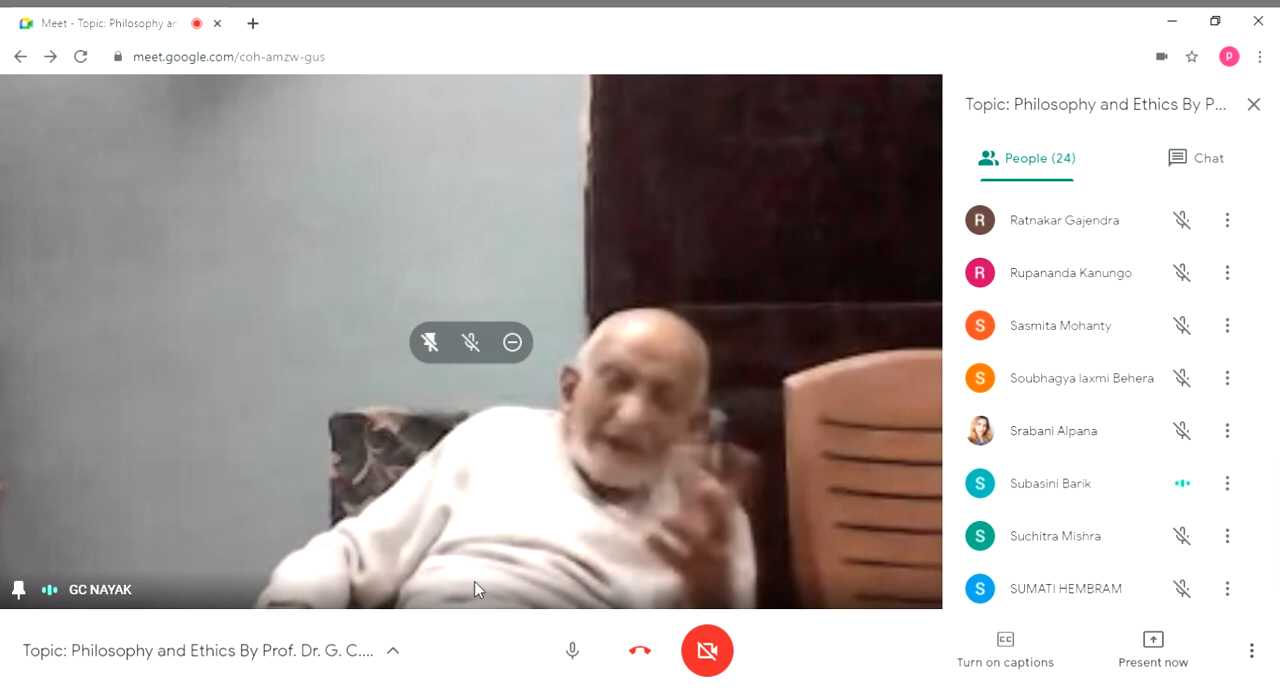 Meet - Topic: Philosophy ar
meet.google.com/coh-amzw-gus
P
Topic: Philosophy and Ethics By P...
People (24)
Chat
R Ratnakar Gajendra
R Rupananda Kanungo
S Sasmita Mohanty
S Soubhagya laxmi Behera
Srabani Alpana
S Subasini Barik
S Suchitra Mishra
S SUMATI HEMBRAM
GC NAYAK
Topic: Philosophy and Ethics By Prof. Dr. G. C....
CC
Turn on captions
Present now